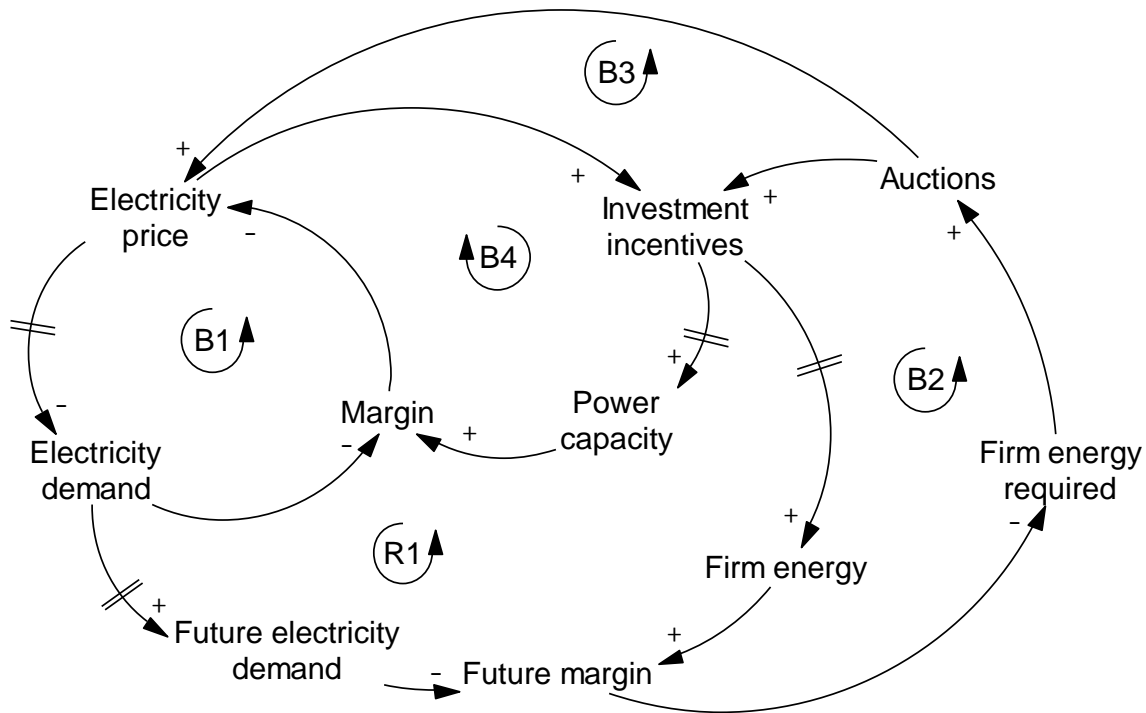 B3
+
+
Auctions
Electricity
price
-
Investment
incentives
+
+
B4
B1
+
B2
-
Margin
-
+
Power
capacity
Electricity
demand
Firm energy
required
-
R1
+
Firm energy
+
Future electricity
demand
+
-
Future margin